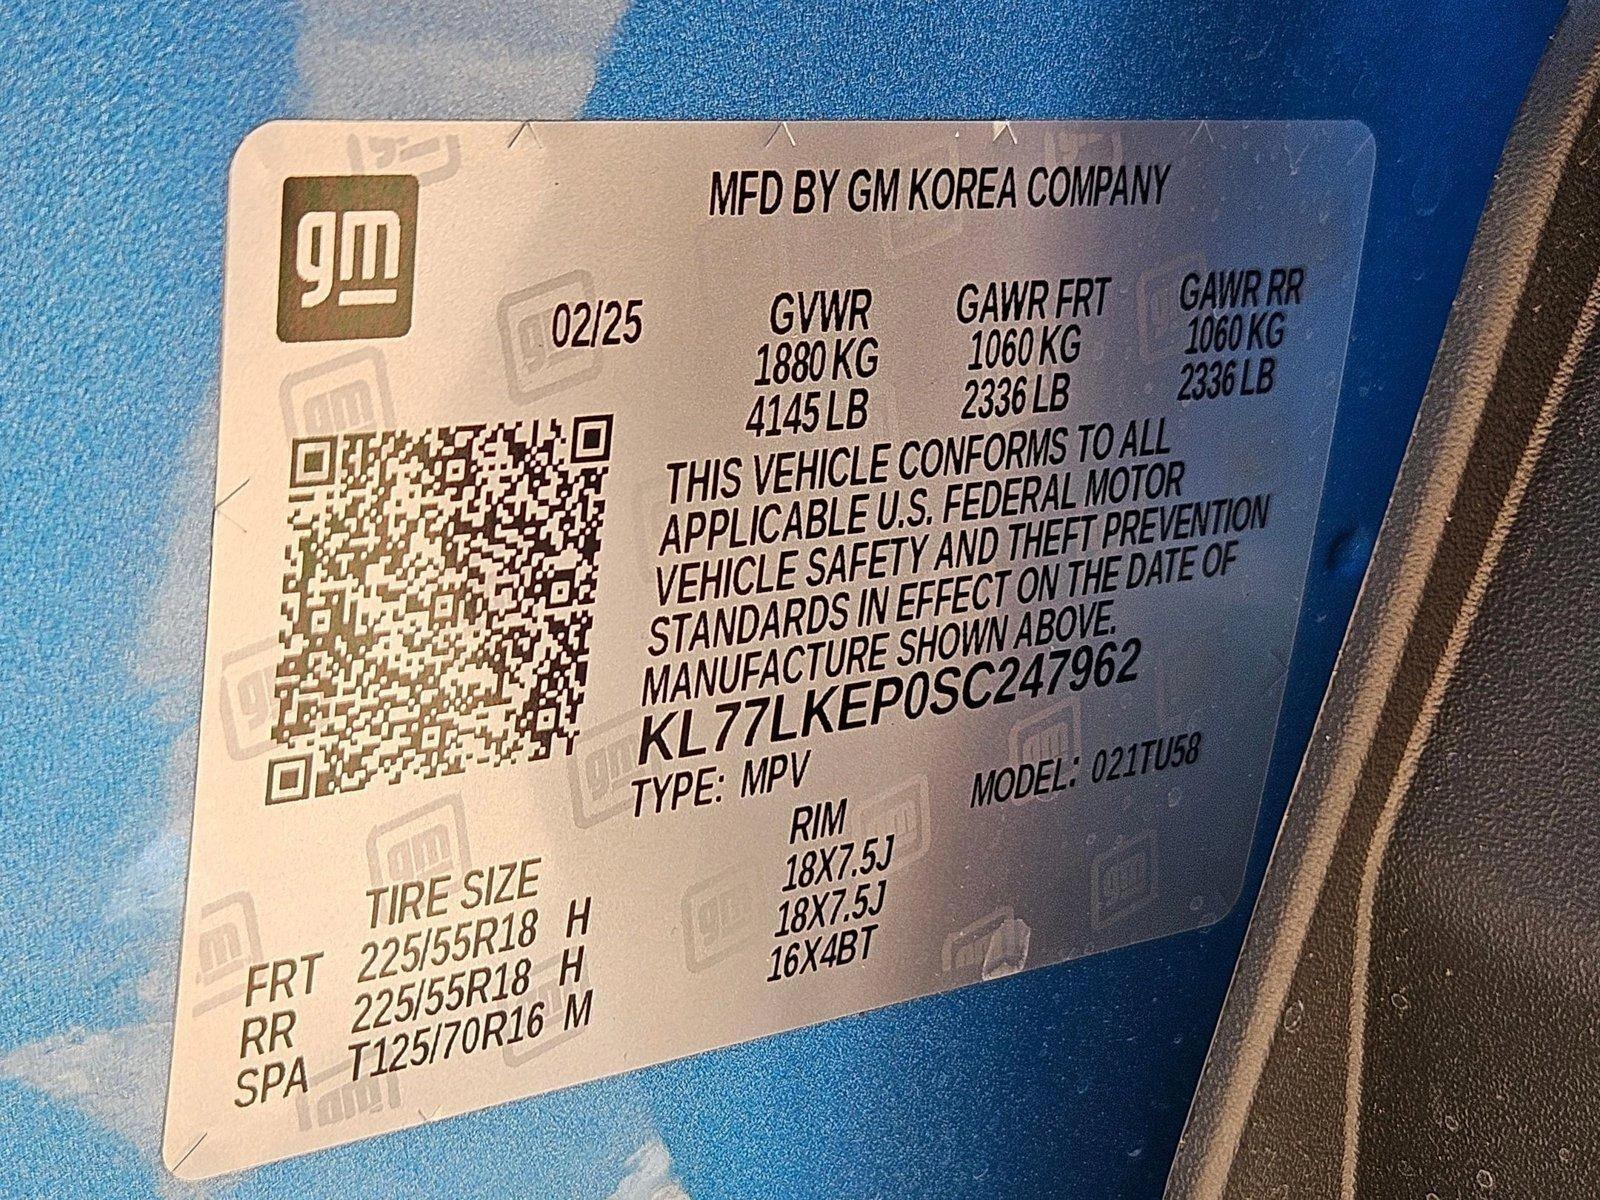 gm
MFD BY GM KOREA COMPANY
02/25
GVWR GAWR FRT GAWR RR
1880 KG 1060 KG 1060 KG
4145 LB 2336 LB 2336 LB
THIS VEHICLE CONFORMS TO ALL
APPLICABLE U.S. FEDERAL MOTOR
VEHICLE SAFETY AND THEFT PREVENTION
STANDARDS IN EFFECT ON THE DATE OF
MANUFACTURE SHOWN ABOVE.
KL77LKEP0SC247962
TYPE: MPV MODEL: 021TU58
TIRE SIZE RIM
FRT 225/55R18 H 18X7.5J
RR 225/55R18 H 18X7.5J
SPA T125/70R16 M 16X4BT